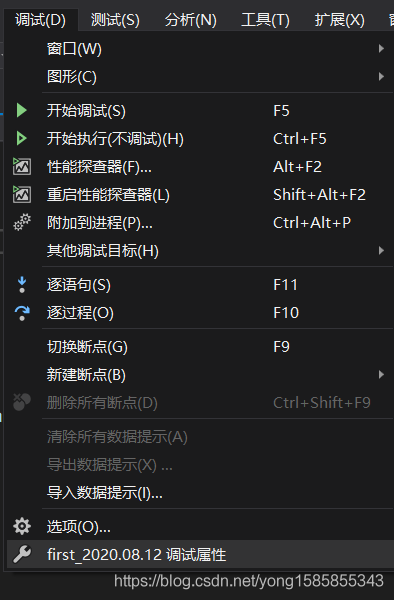 调试(D) 测试(S) 分析(N) 工具(T) 扩展(X)
窗口(W)
图形(C)
开始调试(S) F5
开始执行(不调试)(H) Ctrl+F5
性能探查器(F)... Alt+F2
重启性能探查器(L) Shift+Alt+F2
附加到进程(P)... Ctrl+Alt+P
其他调试目标(H)
逐语句(S) F11
逐过程(O) F10
切换断点(G) F9
新建断点(B)
删除所有断点(D) Ctrl+Shift+F9
清除所有数据提示(A)
导出数据提示(X) ...
导入数据提示(I)...
选项(O)...
first_2020.08.12 调试属性
https://blog.csdn.net/yong1585855343